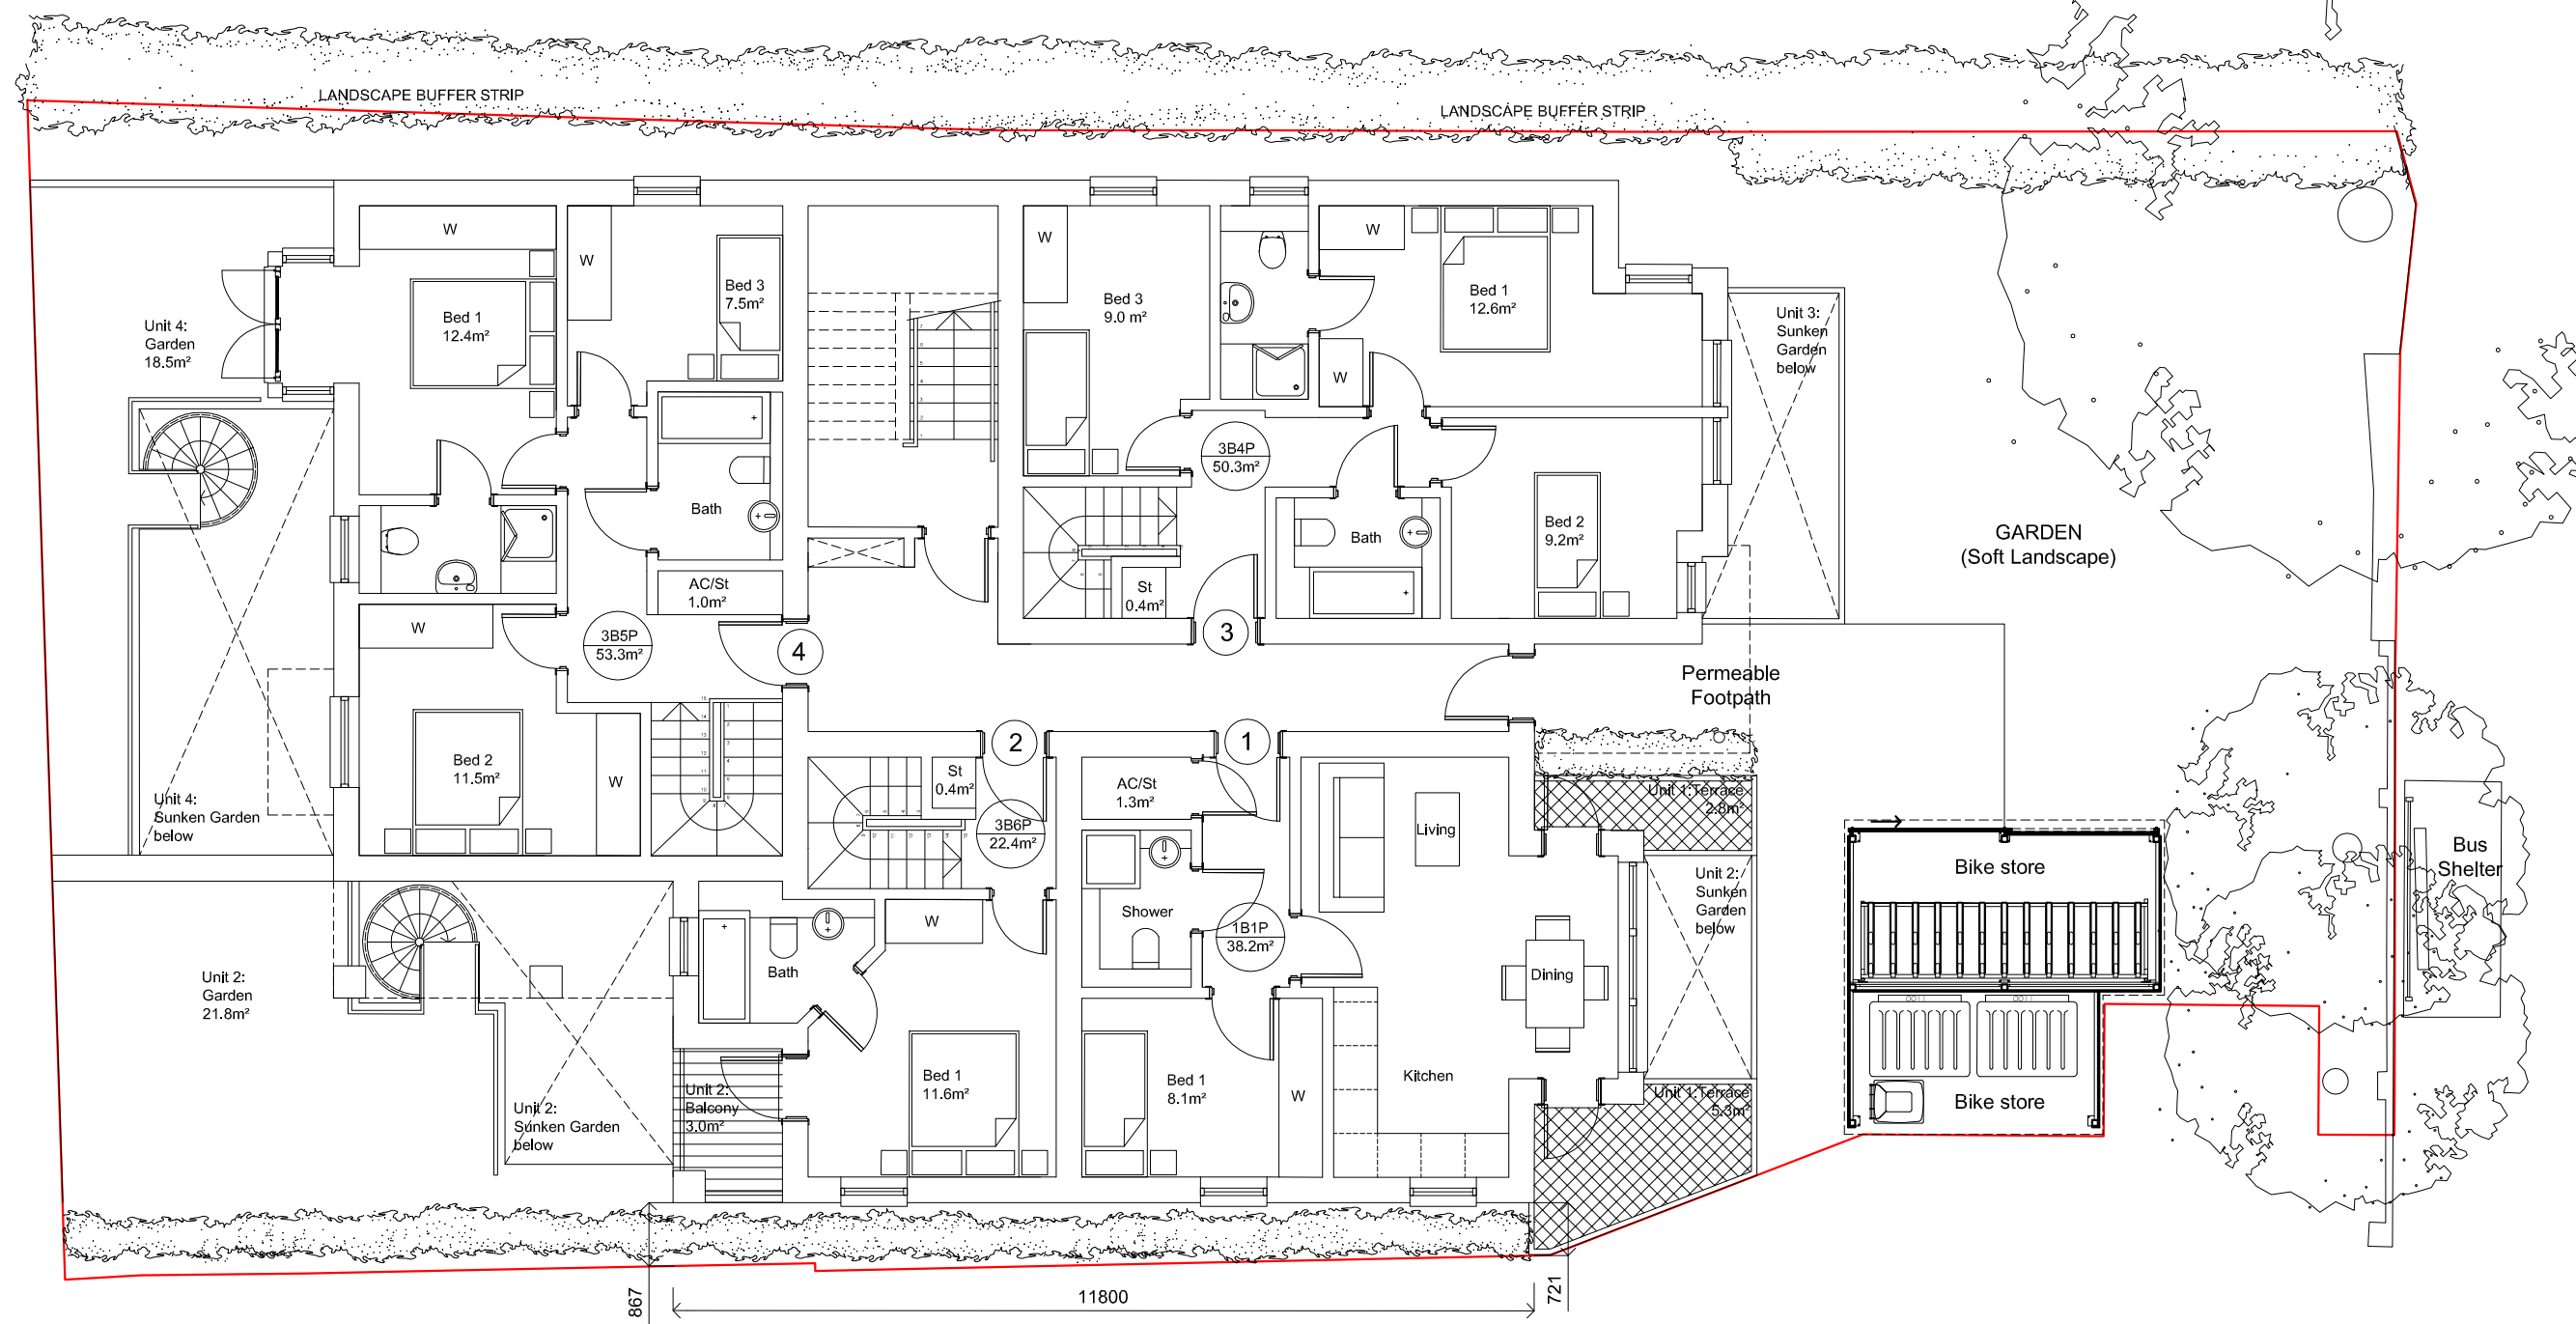 LANDSCAPE BUFFER STRIP
LANDSCAPE BUFFER STRIP
W
W
W
W
Bed 3
7.5m²
Bed 3
9.0 m²
Bed 1
12.6m²
Bed 1
12.4m²
Unit 4:
Garden
18.5m²
Unit 3:
Sunken
Garden
below
W
3B4P
50.3m²
Bath
Bath
Bed 2
9.2m²
GARDEN
(Soft Landscape)
AC/St
1.0m²
St
0.4m²
W
3B5P
53.3m²
4
3
Permeable
Footpath
2
1
Bed 2
11.5m²
W
St
0.4m²
AC/St
1.3m²
Unit 4:
Sunken Garden
below
Unit 1:Terrace
2.8m²
3B6P
22.4m²
Living
Bike store
Bus
Shelter
Unit 2:
Sunken
Garden
below
W
Shower
1B1P
38.2m²
Bath
Dining
Unit 2:
Garden
21.8m²
Bed 1
11.6m²
Bed 1
8.1m²
Kitchen
W
Unit 2:
Balcony
3.0m²
Unit 1:Terrace
5.3m²
Bike store
Unit 2:
Sunken Garden
below
867
11800
721